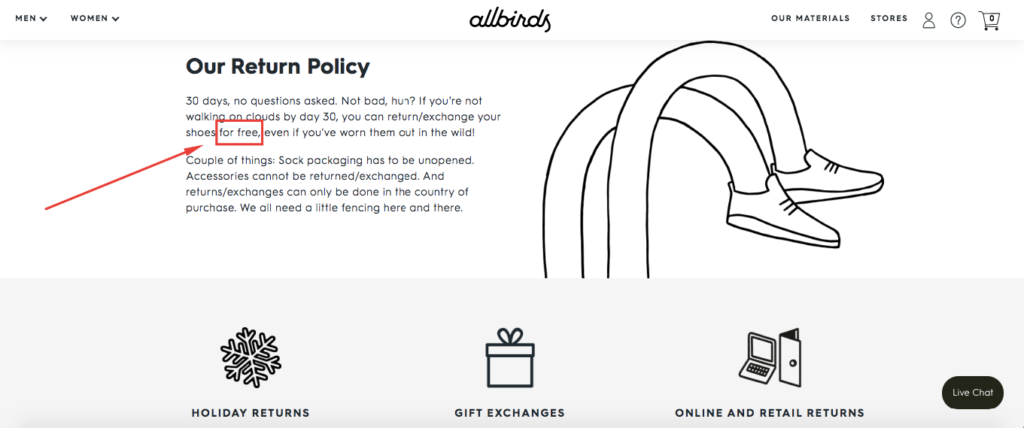 MEN WOMEN allbirds OUR MATERIALS STORES ? 0
Our Return Policy
30 days, no questions asked. Not bad, huh? If you're not
walking on clouds by day 30, you can return/exchange your
shoes for free, even if you've worn them out in the wild!
Couple of things: Sock packaging has to be unopened.
Accessories cannot be returned/exchanged. And
returns/exchanges can only be done in the country of
purchase. We all need a little fencing here and there.
HOLIDAY RETURNS GIFT EXCHANGES ONLINE AND RETAIL RETURNS
Live Chat